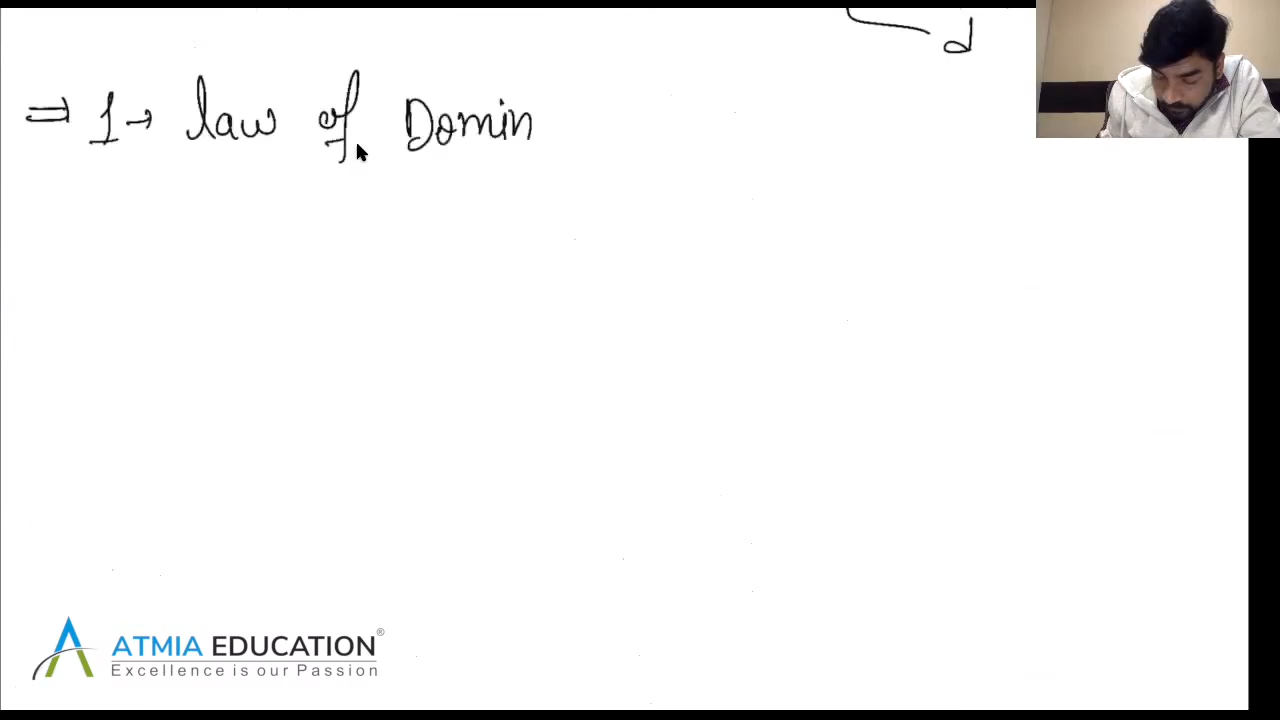 d
⇒ 1→ law of Domin
ATMIA EDUCATION®
Excellence is our Passion